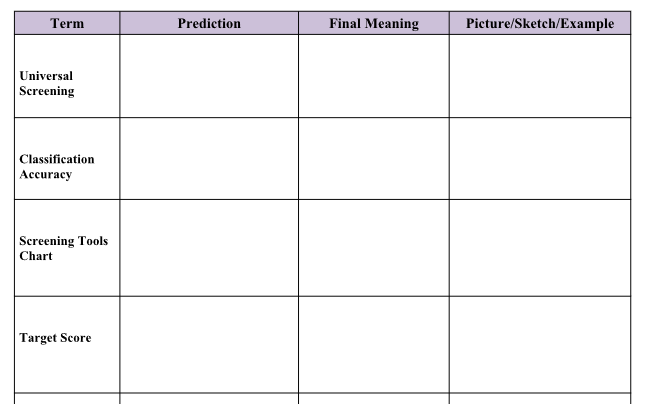 Term Prediction Final Meaning Picture/Sketch/Example
Universal
Screening
Classification
Accuracy
Screening Tools
Chart
Target Score